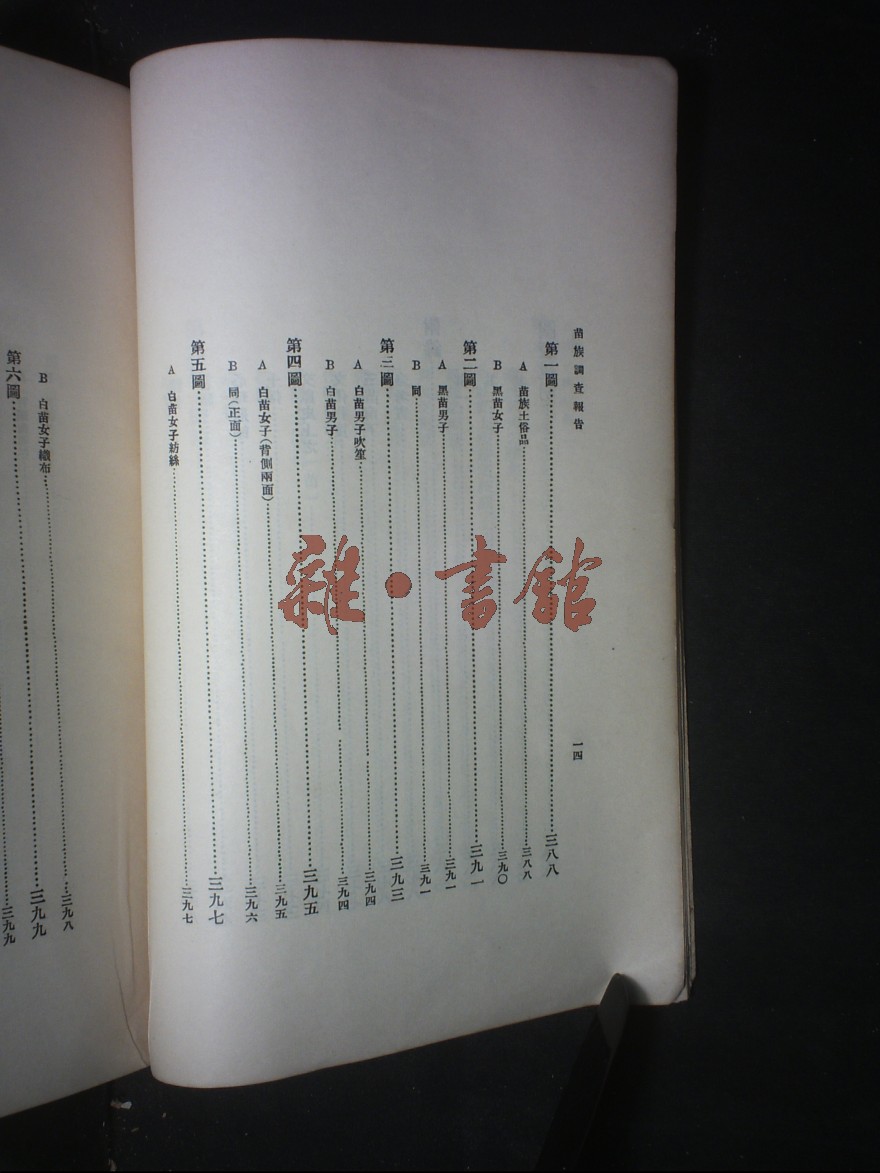 苗族調查報告
一四
第一圖……三八八
A 苗族土俗品……三八八
B 黑苗女子……三九〇
第二圖……三九一
A 黑苗男子……三九一
B 同……三九一
第三圖……三九三
A 白苗男子吹笙……三九四
B 白苗男子……三九四
第四圖……三九五
A 白苗女子(背側兩面)……三九五
B 同(正面)……三九六
第五圖……三九七
A 白苗女子紡絲……三九七
B 白苗女子織布……三九八
第六圖……三九九
三九九
雜·書館